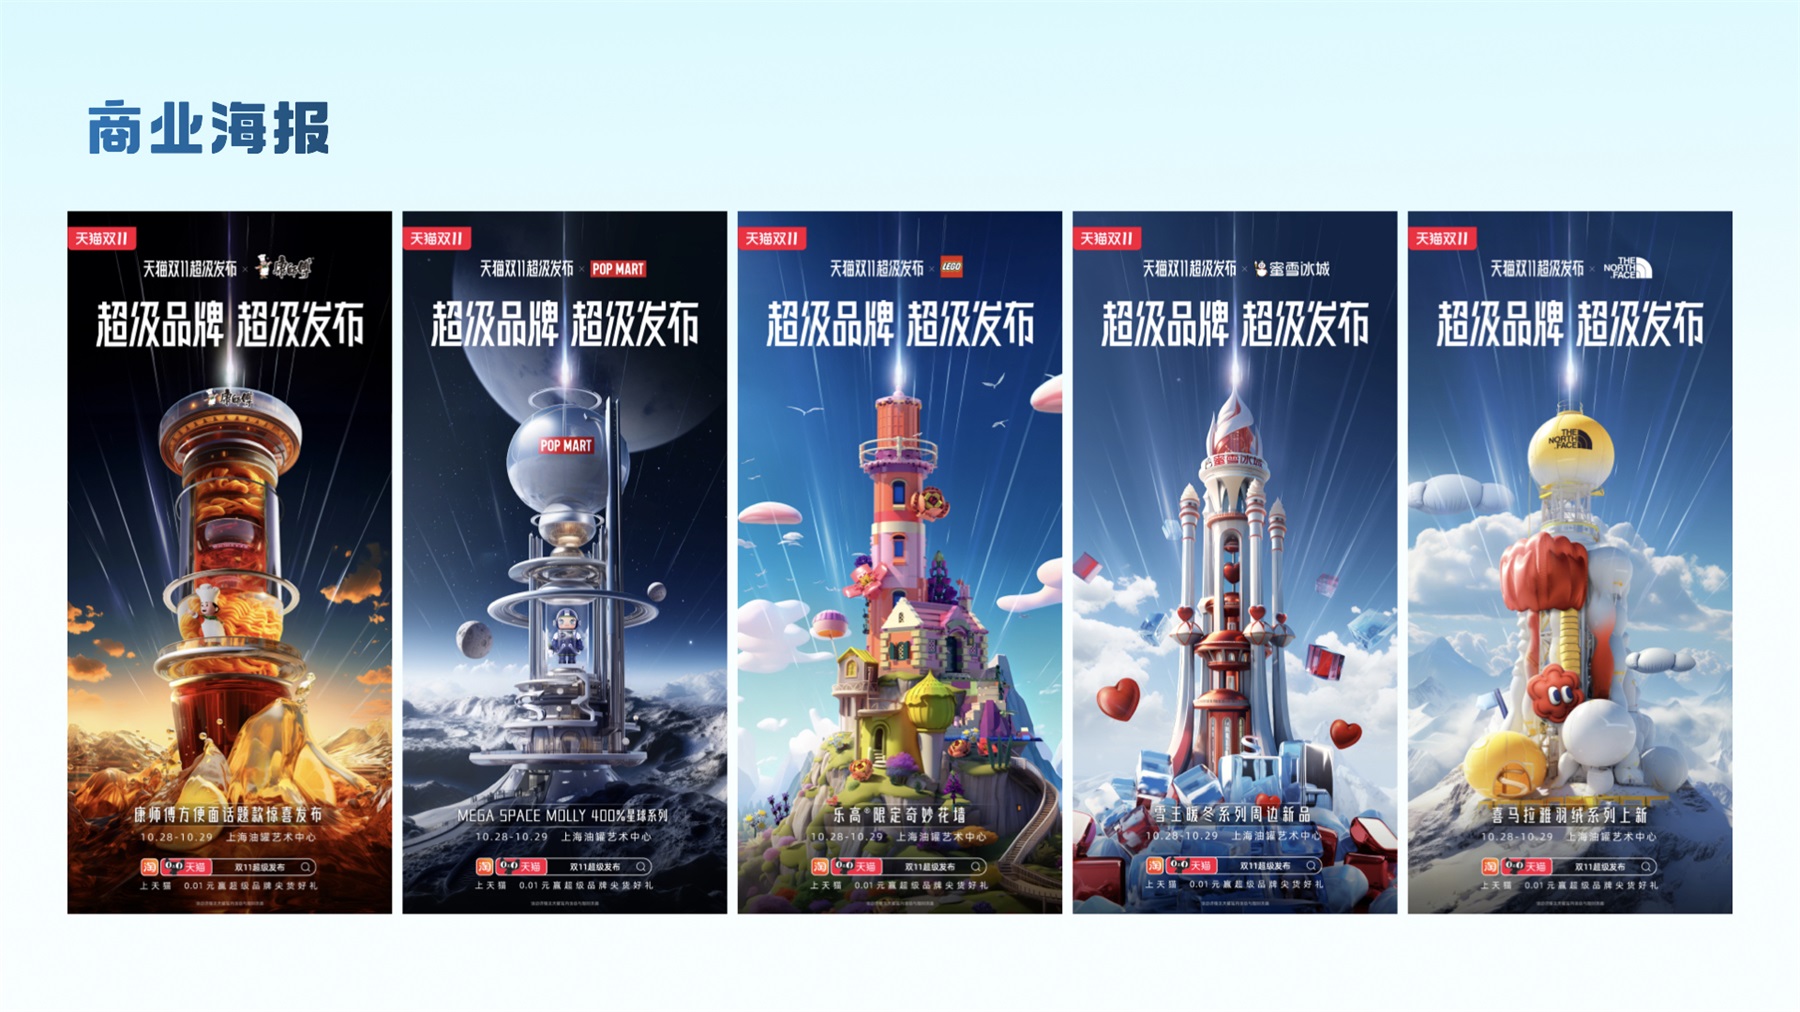 商业海报
天猫双11
天猫双11超级发布 × 康师傅
超级品牌 超级发布
康师傅
康师傅方便面话题款惊喜发布
10.28-10.29 上海油罐艺术中心
淘 天猫 双11超级发布
上天猫 0.01元赢超级品牌尖货好礼
天猫双11
天猫双11超级发布 × POP MART
超级品牌 超级发布
POP MART
MEGA SPACE MOLLY 400%星球系列
10.28-10.29 上海油罐艺术中心
淘 天猫 双11超级发布
上天猫 0.01元赢超级品牌尖货好礼
天猫双11
天猫双11超级发布 × LEGO
超级品牌 超级发布
乐高®限定奇妙花墙
10.28-10.29 上海油罐艺术中心
淘 天猫 双11超级发布
上天猫 0.01元赢超级品牌尖货好礼
天猫双11
天猫双11超级发布 × 蜜雪冰城
超级品牌 超级发布
蜜雪冰城
雪王暖冬系列周边新品
10.28-10.29 上海油罐艺术中心
淘 天猫 双11超级发布
上天猫 0.01元赢超级品牌尖货好礼
天猫双11
天猫双11超级发布 × THE NORTH FACE
超级品牌 超级发布
THE NORTH FACE
喜马拉雅羽绒系列上新
10.28-10.29 上海油罐艺术中心
淘 天猫 双11超级发布
上天猫 0.01元赢超级品牌尖货好礼